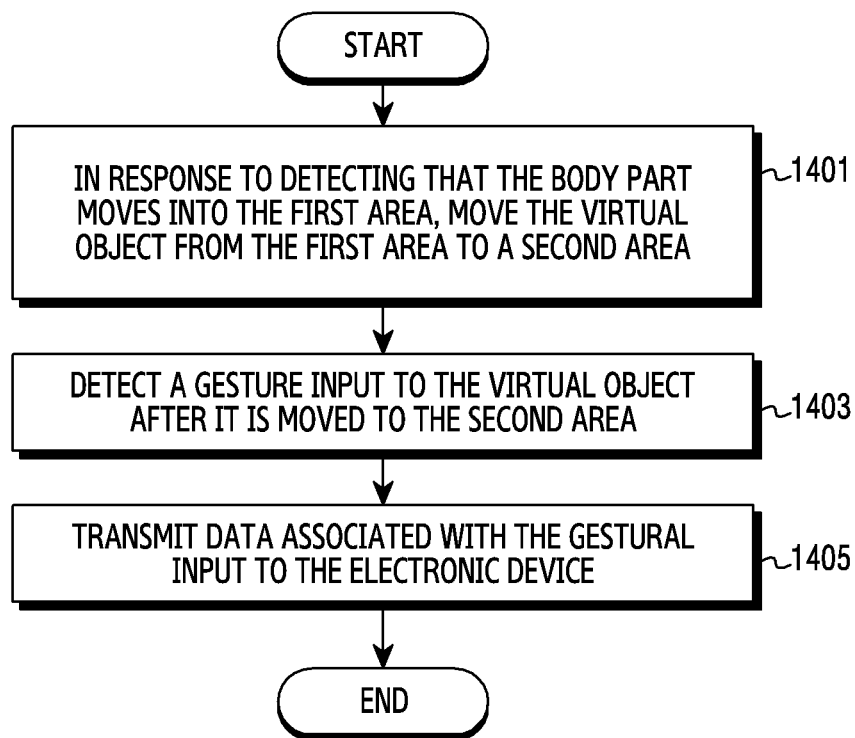 START
IN RESPONSE TO DETECTING THAT THE BODY PART
MOVES INTO THE FIRST AREA, MOVE THE VIRTUAL
OBJECT FROM THE FIRST AREA TO A SECOND AREA
1401
DETECT A GESTURE INPUT TO THE VIRTUAL OBJECT
AFTER IT IS MOVED TO THE SECOND AREA
1403
TRANSMIT DATA ASSOCIATED WITH THE GESTURAL
INPUT TO THE ELECTRONIC DEVICE
1405
END